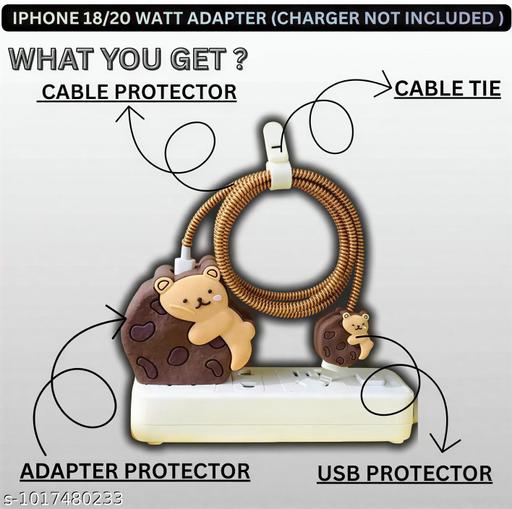 IPHONE 18/20 WATT ADAPTER (CHARGER NOT INCLUDED )
WHAT YOU GET ?
CABLE PROTECTOR
CABLE TIE
ADAPTER PROTECTOR
USB PROTECTOR
s-1017480233